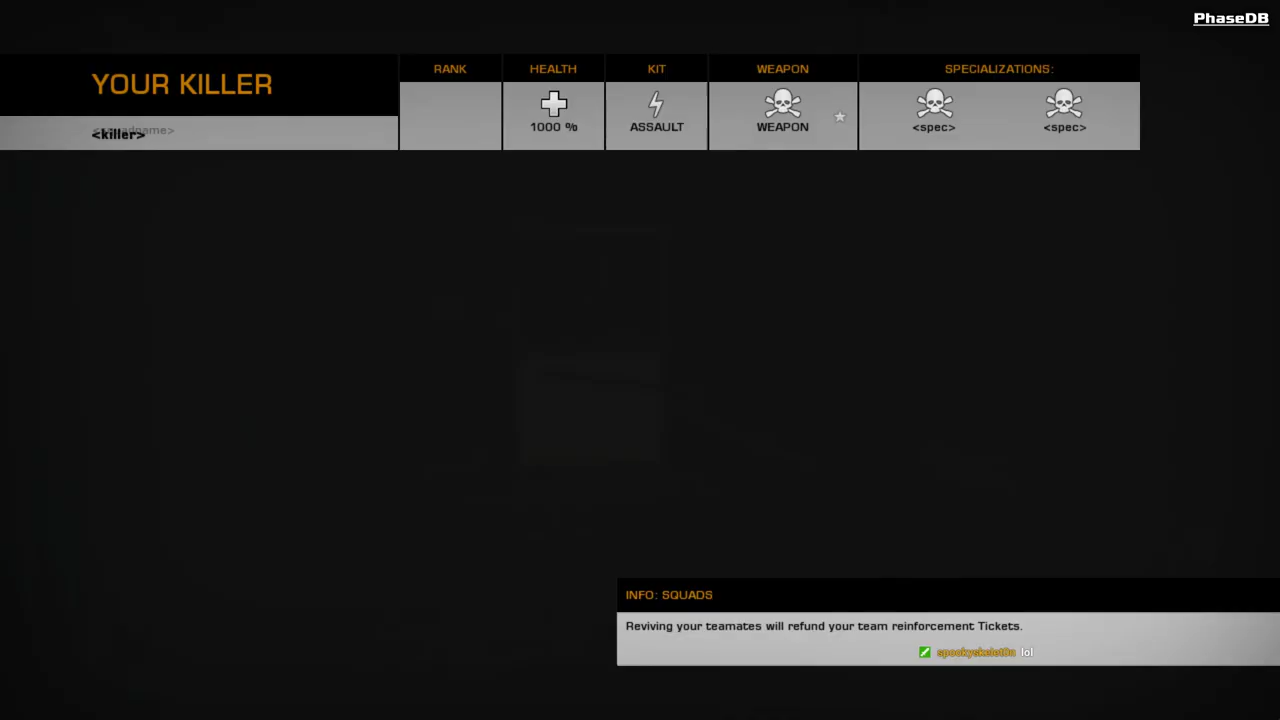 PhaseDB
YOUR KILLER
<killer>
RANK
HEALTH
1000 %
KIT
ASSAULT
WEAPON
WEAPON
SPECIALIZATIONS:
<spec>
<spec>
INFO: SQUADS
Reviving your teamates will refund your team reinforcement Tickets.
spookyskelet0n lol